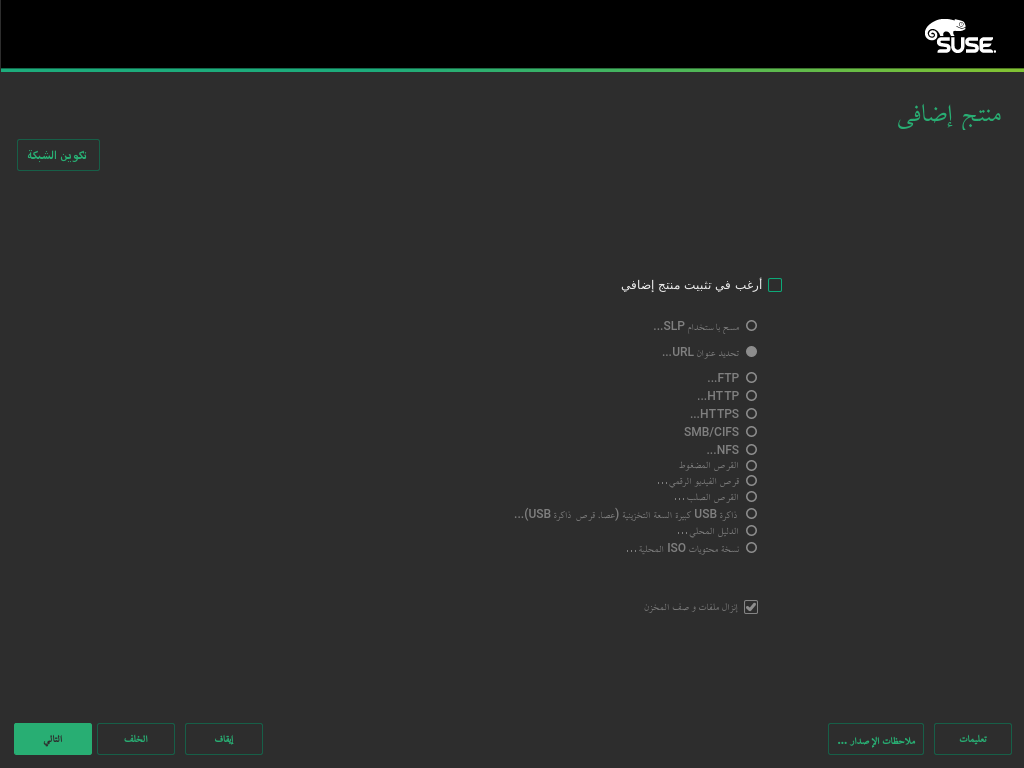 SUSE.
منتج إضافى
تكوين الشبكة
أرغب في تثبيت منتج إضافي
مسح باستخدام SLP...
تحديد عنوان URL...
FTP...
HTTP...
HTTPS...
SMB/CIFS
NFS...
القرص المضغوط
قرص الفيديو الرقمي...
القرص الصلب...
ذاكرة USB كبيرة السعة التخزينية (عصا، قرص ذاكرة USB)...
الدليل المحلي...
نسخة محتويات ISO المحلية...
إنزال ملفات وصف المخزن
تعليمات
ملاحظات الإصدار ...
إيقاف
الخلف
التالي